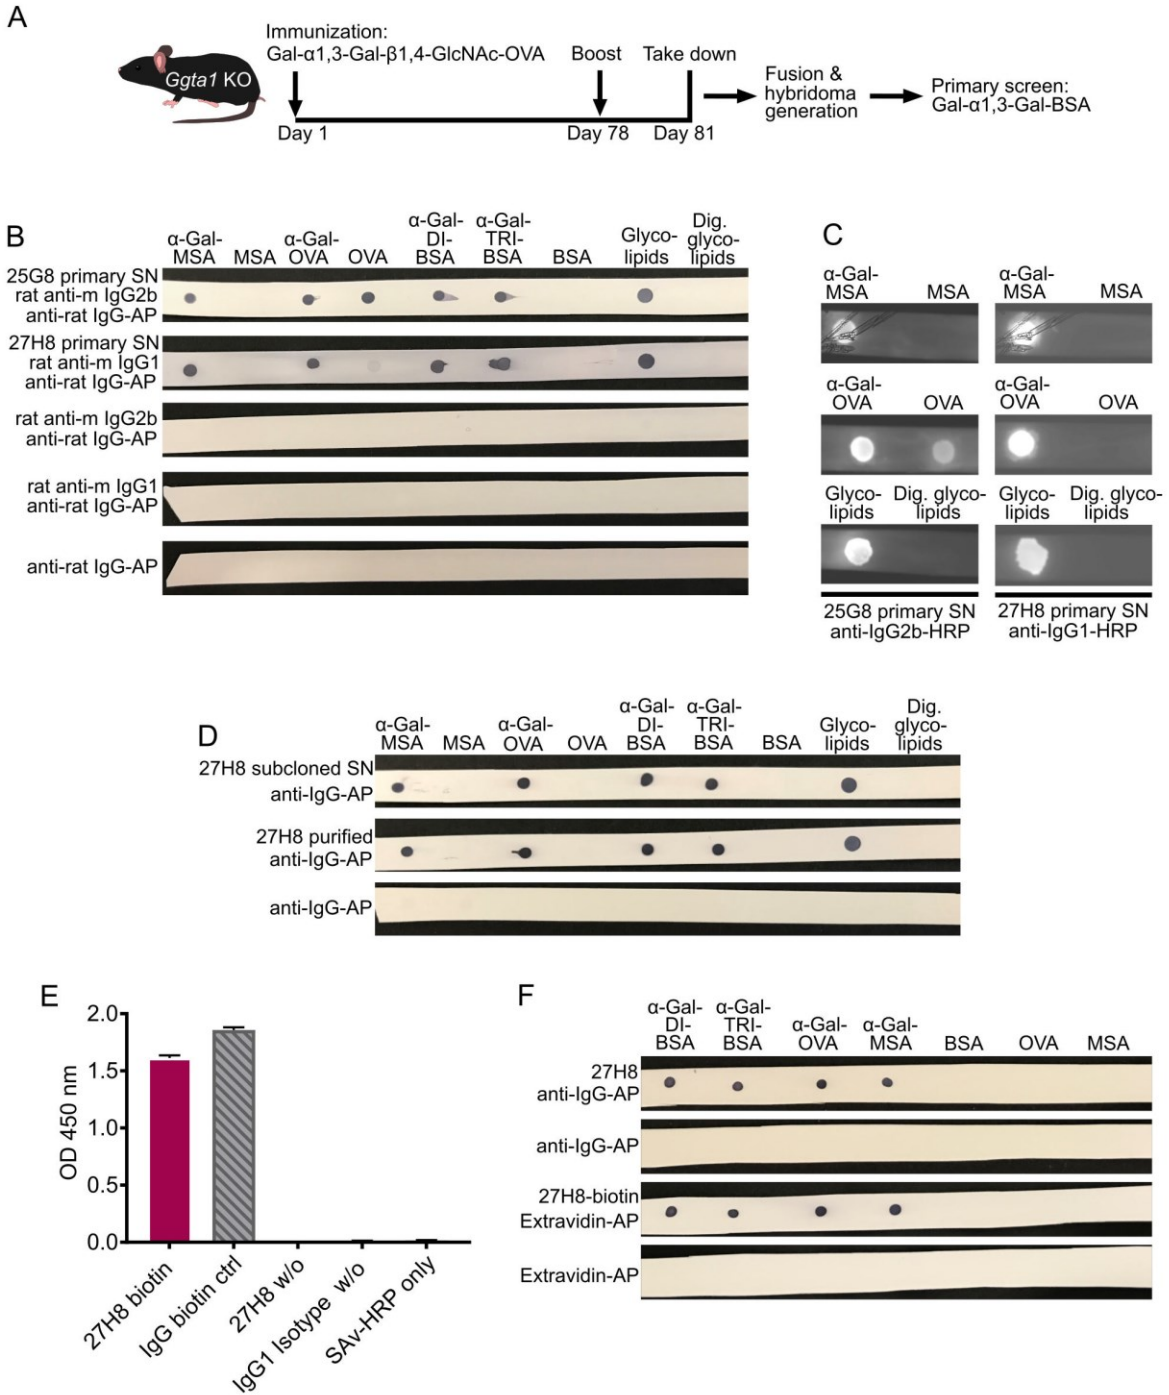 A
Immunization:
Gal-α1,3-Gal-β1,4-GlcNAc-OVA
Boost
Take down
Ggta1 KO
Fusion &
hybridoma
generation
Primary screen:
Gal-α1,3-Gal-BSA
Day 1
Day 78
Day 81
B
α-Gal-
MSA
MSA
α-Gal-
OVA
OVA
α-Gal-
DI-
BSA
α-Gal-
TRI-
BSA
BSA
Glyco-
lipids
Dig.
glyco-
lipids
25G8 primary SN
rat anti-m IgG2b
anti-rat IgG-AP
27H8 primary SN
rat anti-m IgG1
anti-rat IgG-AP
rat anti-m IgG2b
anti-rat IgG-AP
rat anti-m IgG1
anti-rat IgG-AP
anti-rat IgG-AP
C
α-Gal-
MSA
MSA
α-Gal-
MSA
MSA
α-Gal-
OVA
OVA
α-Gal-
OVA
OVA
Glyco-
lipids
Dig. glyco-
lipids
Glyco-
lipids
Dig. glyco-
lipids
25G8 primary SN
anti-IgG2b-HRP
27H8 primary SN
anti-IgG1-HRP
D
α-Gal-
MSA
MSA
α-Gal-
OVA
OVA
α-Gal-
DI-
BSA
α-Gal-
TRI-
BSA
BSA
Glyco-
lipids
Dig.
glyco-
lipids
27H8 subcloned SN
anti-IgG-AP
27H8 purified
anti-IgG-AP
anti-IgG-AP
E
OD 450 nm
2.0
1.5
1.0
0.5
0.0
27H8 biotin
IgG biotin ctrl
27H8 w/o
IgG1 Isotype w/o
SAv-HRP only
F
α-Gal-
DI-
BSA
α-Gal-
TRI-
BSA
α-Gal-
OVA
α-Gal-
MSA
BSA
OVA
MSA
27H8
anti-IgG-AP
anti-IgG-AP
27H8-biotin
Extravidin-AP
Extravidin-AP